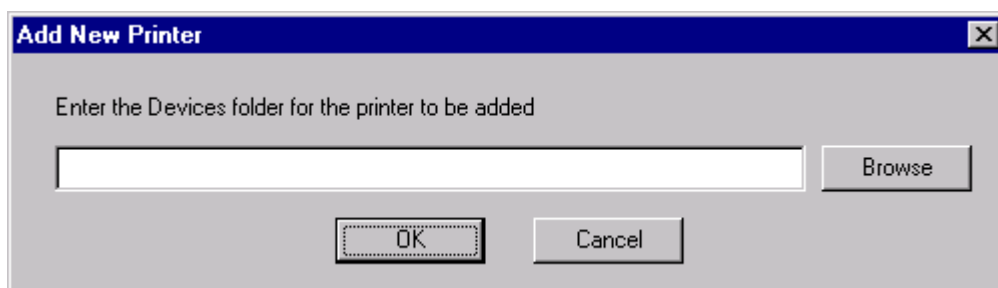 Add New Printer
Enter the Devices folder for the printer to be added
Browse
OK
Cancel